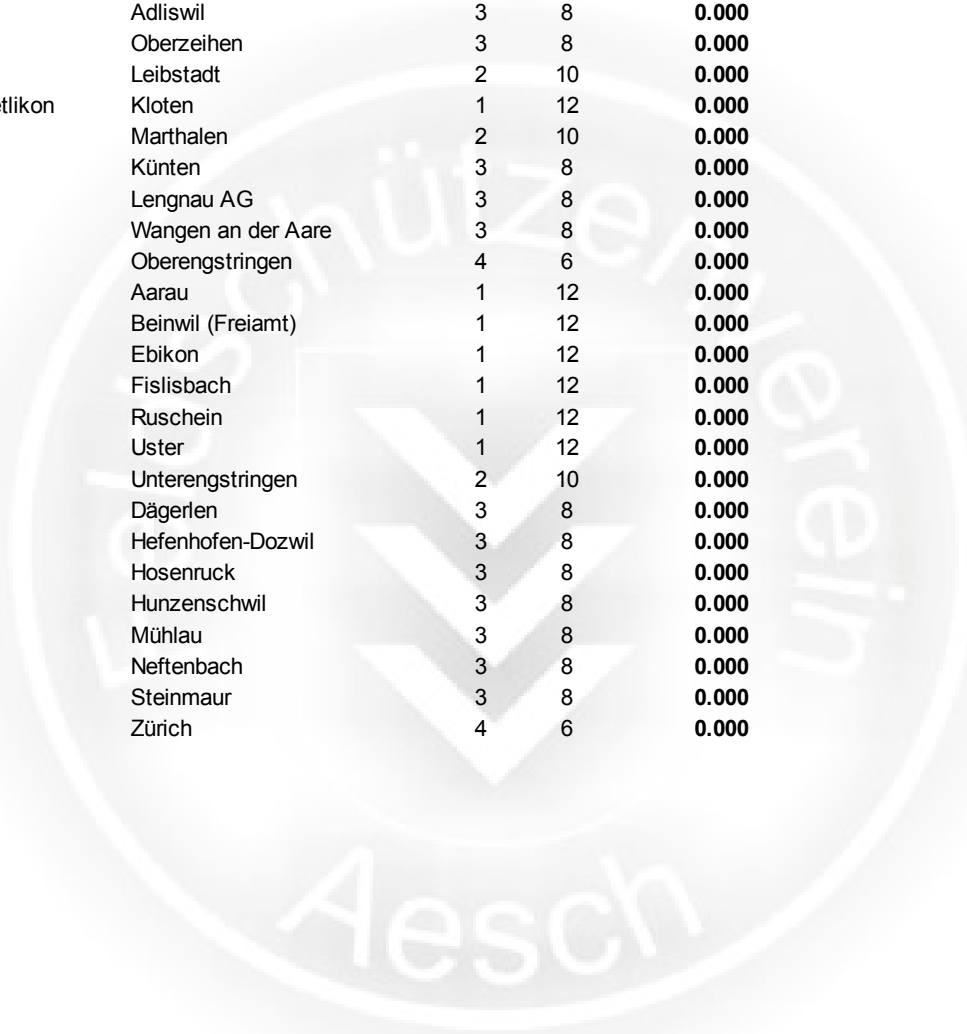 Adliswil 3 8 0.000
Oberzeihen 3 8 0.000
Leibstadt 2 10 0.000
etlikon Kloten 1 12 0.000
Marthalen 2 10 0.000
Künten 3 8 0.000
Lengnau AG 3 8 0.000
Wangen an der Aare 3 8 0.000
Oberengstringen 4 6 0.000
Aarau 1 12 0.000
Beinwil (Freiamt) 1 12 0.000
Ebikon 1 12 0.000
Fislisbach 1 12 0.000
Ruschein 1 12 0.000
Uster 1 12 0.000
Unterengstringen 2 10 0.000
Dägerlen 3 8 0.000
Hefenhofen-Dozwil 3 8 0.000
Hosenruck 3 8 0.000
Hunzenschwil 3 8 0.000
Mühlau 3 8 0.000
Neftenbach 3 8 0.000
Steinmaur 3 8 0.000
Zürich 4 6 0.000
Feldschützenverein
Aesch